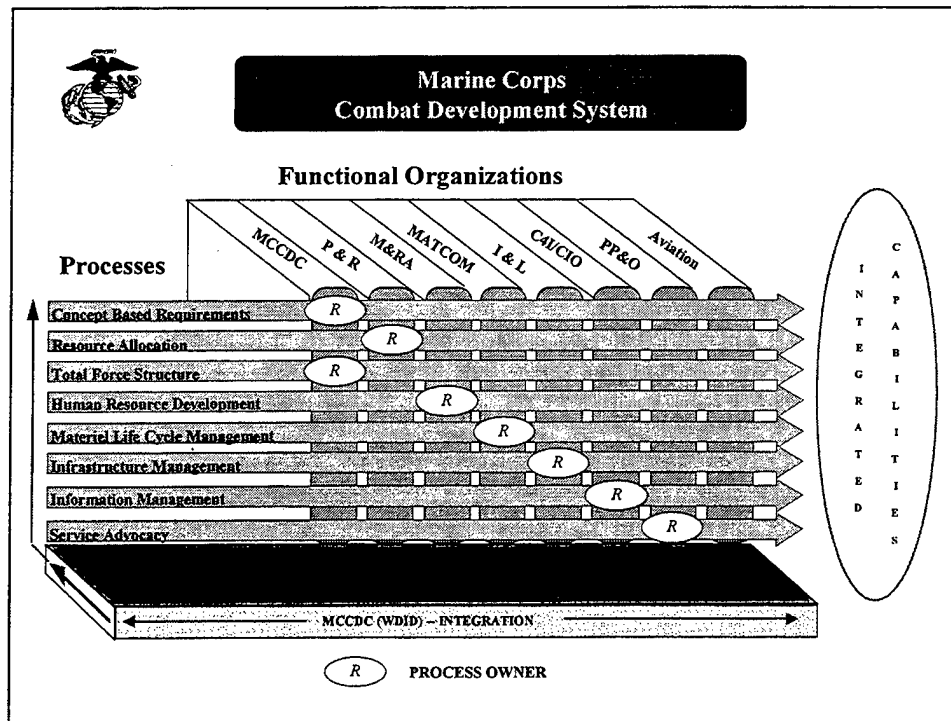 Marine Corps
Combat Development System
Functional Organizations
MCCDC
P & R
M&RA
MATCOM
I & L
C4I/CIO
PP&O
Aviation
Processes
Concept Based Requirements
R
Resource Allocation
R
Total Force Structure
R
Human Resource Development
R
Materiel Life Cycle Management
R
Infrastructure Management
R
Information Management
R
Service Advocacy
R
INTEGRATED
CAPABILITIES
MCCDC (WDID) – INTEGRATION
R
PROCESS OWNER